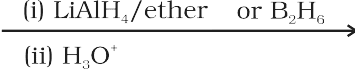 (i) LiAlH₄/ether or B₂H₆
(ii) H₃O⁺